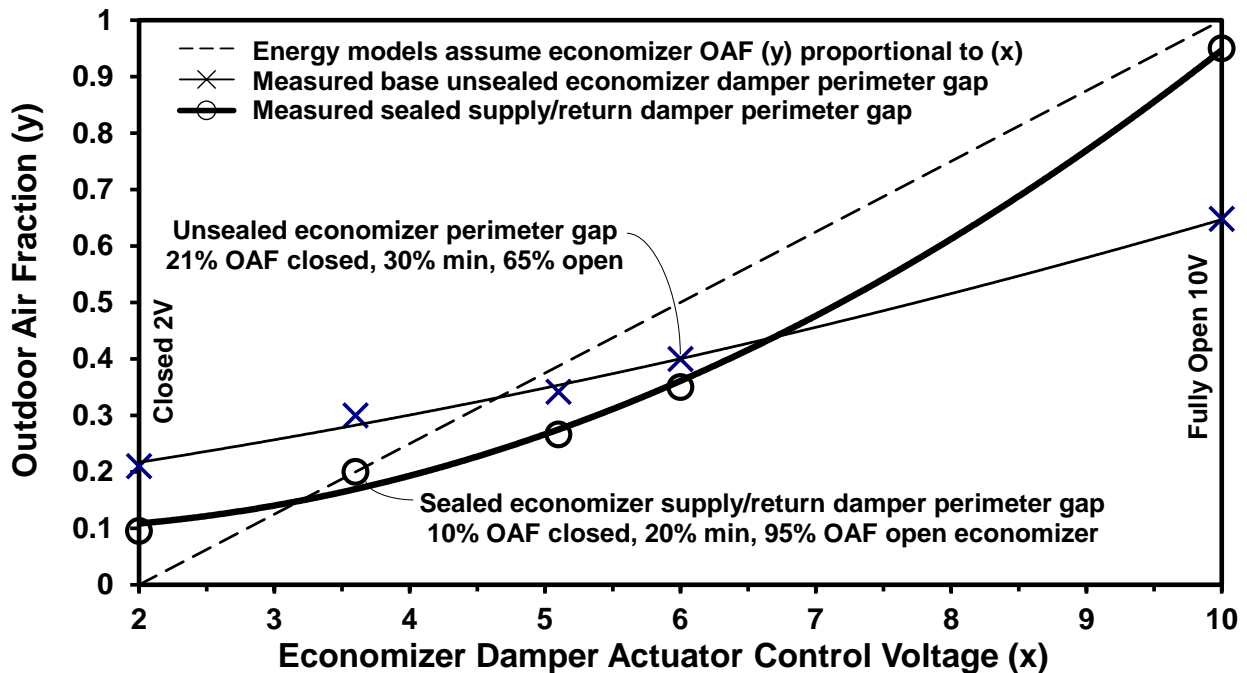 Energy models assume economizer OAF (y) proportional to (x)
Measured base unsealed economizer damper perimeter gap
Measured sealed supply/return damper perimeter gap
Outdoor Air Fraction (y)
1
0.9
0.8
0.7
0.6
0.5
0.4
0.3
0.2
0.1
0
Unsealed economizer perimeter gap
21% OAF closed, 30% min, 65% open
Closed 2V
Fully Open 10V
Sealed economizer supply/return damper perimeter gap
10% OAF closed, 20% min, 95% OAF open economizer
2 3 4 5 6 7 8 9 10
Economizer Damper Actuator Control Voltage (x)